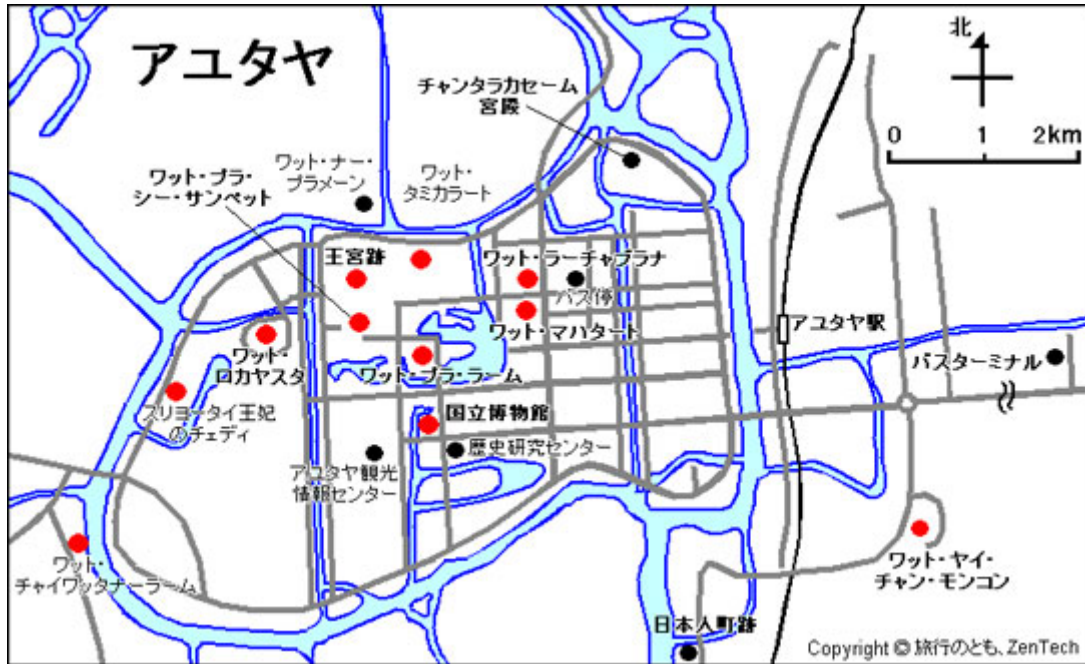 アユタヤ
北
0 1 2km
チャンタラカセーム
宮殿
ワット・ナー・
プラメーン
ワット・
タミカラート
ワット・プラ・
シー・サンペット
王宮跡
ワット・ラーチャブラナ
バス停
ワット・マハタート
アユタヤ駅
バスターミナル
ワット・
ロカヤスタ
ワット・プラ・ラーム
スリヨータイ王妃
のチェディ
国立博物館
歴史研究センター
アユタヤ観光
情報センター
ワット・
チャイワッタナーラーム
ワット・ヤイ・
チャン・モンコン
日本人町跡
Copyright © 旅行のとも、ZenTech